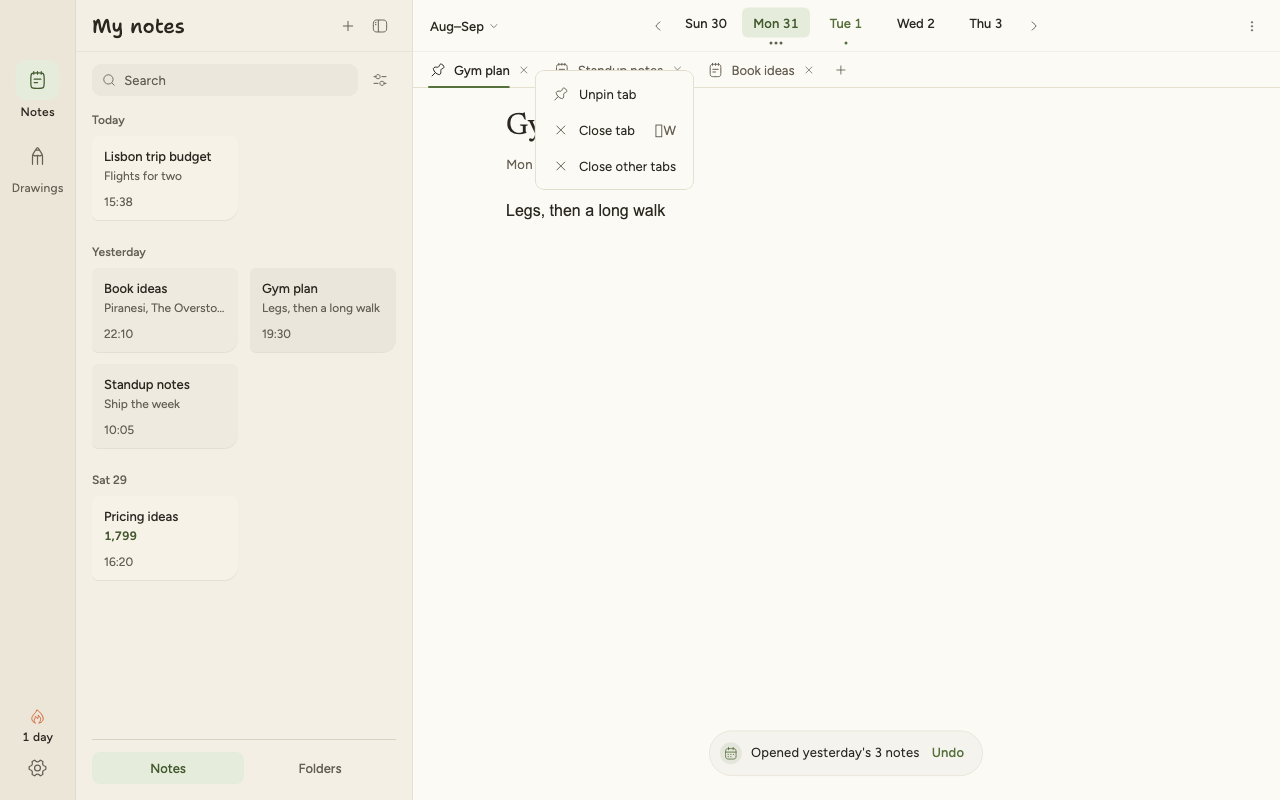 My notes
Search
Today
Lisbon trip budget
Flights for two
15:38
Yesterday
Book ideas
Piranesi, The Oversto...
22:10
Gym plan
Legs, then a long walk
19:30
Standup notes
Ship the week
10:05
Sat 29
Pricing ideas
1,799
16:20
Notes
Drawings
1 day
Notes
Folders
Aug–Sep
Sun 30
Mon 31
Tue 1
Wed 2
Thu 3
Gym plan
Standup notes
Book ideas
Unpin tab
Close tab W
Close other tabs
Gy
Mon
Legs, then a long walk
Opened yesterday's 3 notes
Undo